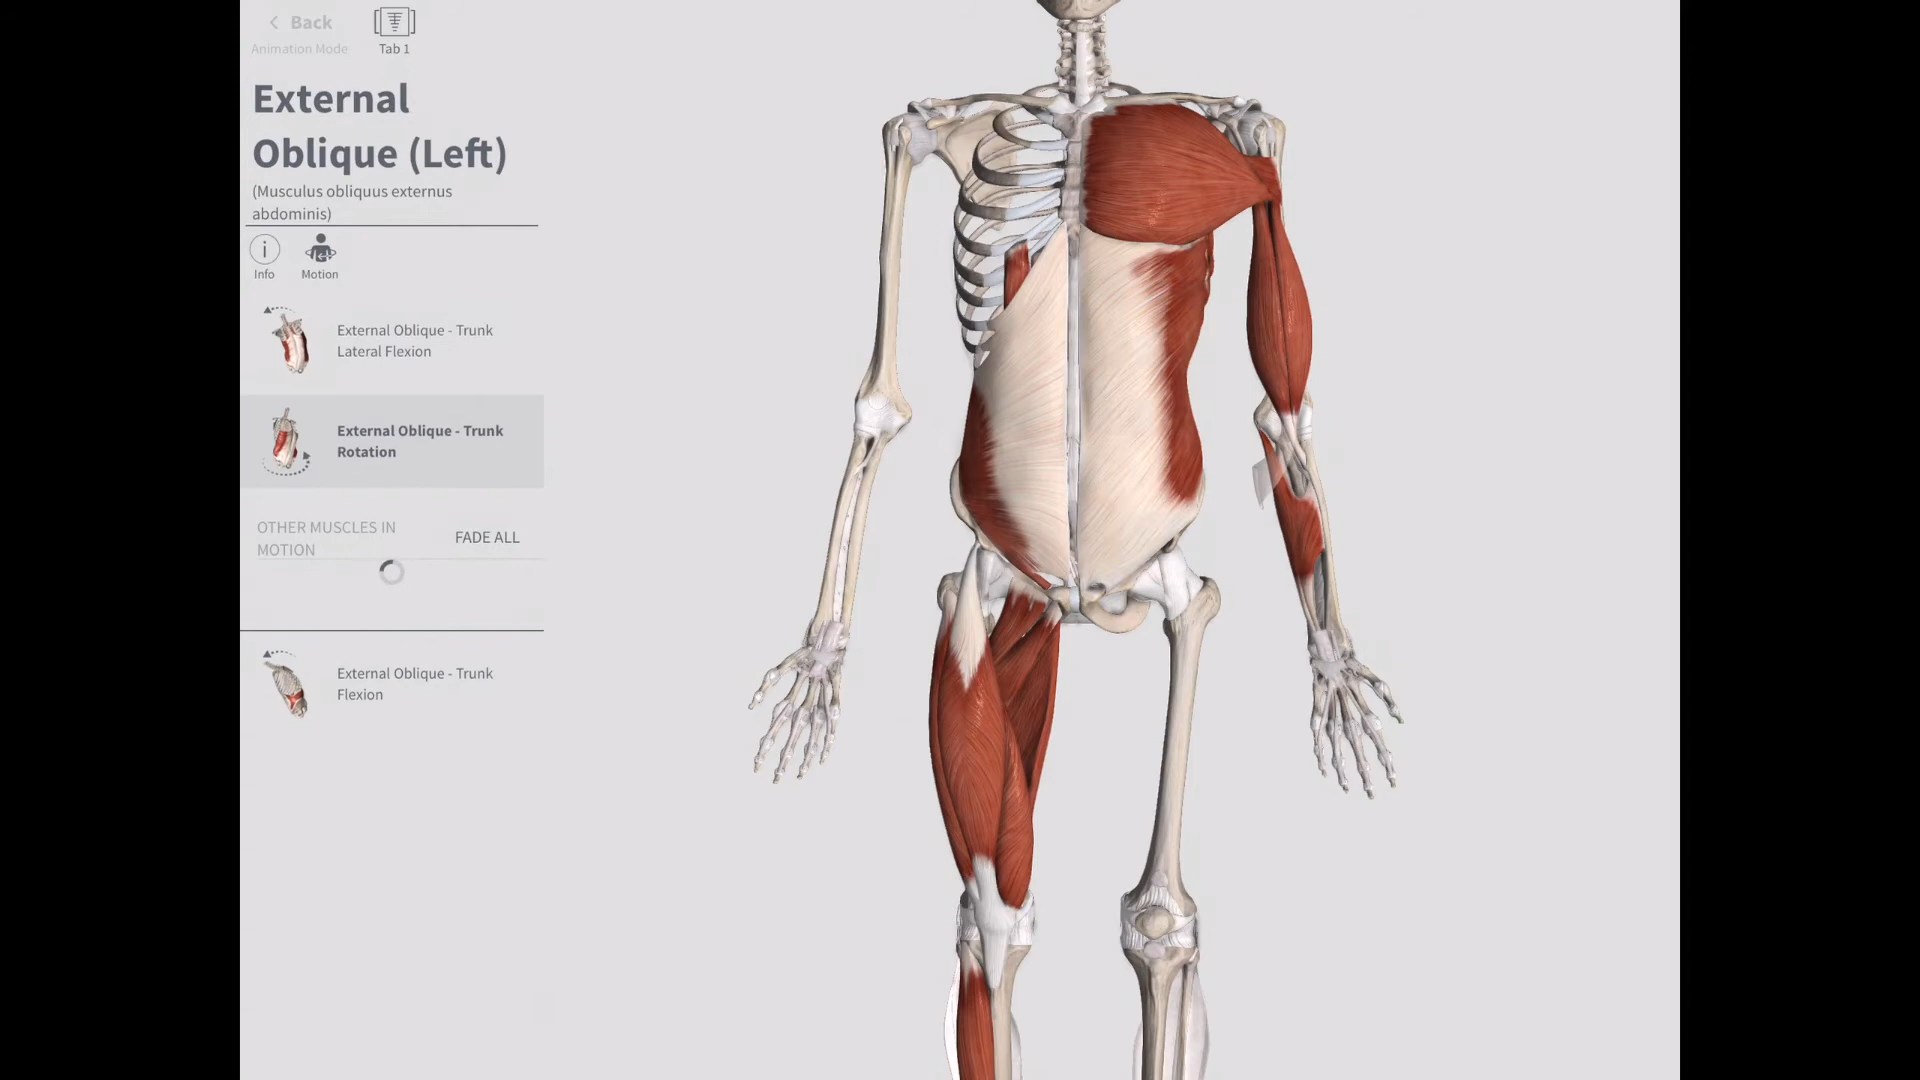 Back
Animation Mode
Tab 1
External
Oblique (Left)
(Musculus obliquus externus
abdominis)
i
Info
Motion
External Oblique - Trunk
Lateral Flexion
External Oblique - Trunk
Rotation
OTHER MUSCLES IN
MOTION
FADE ALL
External Oblique - Trunk
Flexion